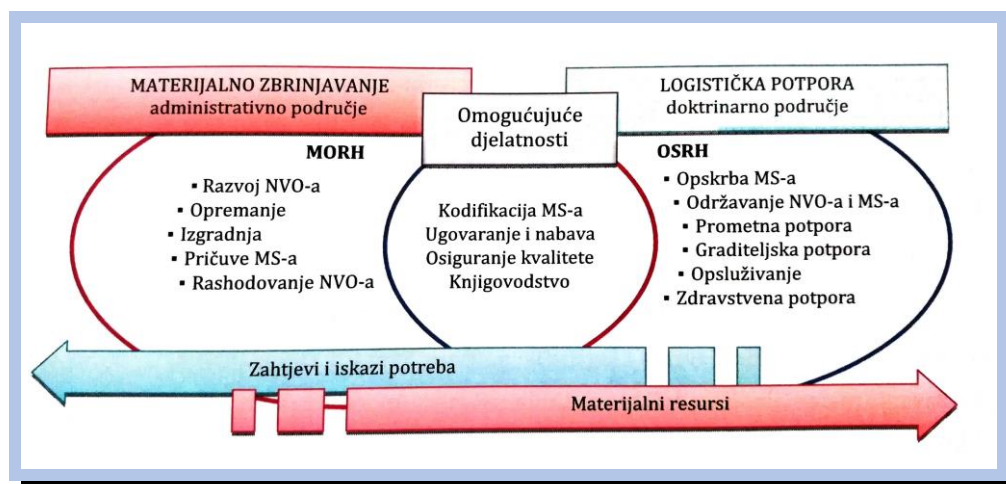 MATERIJALNO ZBRINJAVANJE
administrativno područje
Omogućujuće
djelatnosti
LOGISTIČKA POTPORA
doktrinarno područje
MORH
▪ Razvoj NVO-a
▪ Opremanje
▪ Izgradnja
▪ Pričuve MS-a
▪ Rashodovanje NVO-a
Kodifikacija MS-a
Ugovaranje i nabava
Osiguranje kvalitete
Knjigovodstvo
OSRH
▪ Opskrba MS-a
▪ Održavanje NVO-a i MS-a
▪ Prometna potpora
▪ Graditeljska potpora
▪ Opsluživanje
▪ Zdravstvena potpora
Zahtjevi i iskazi potreba
Materijalni resursi